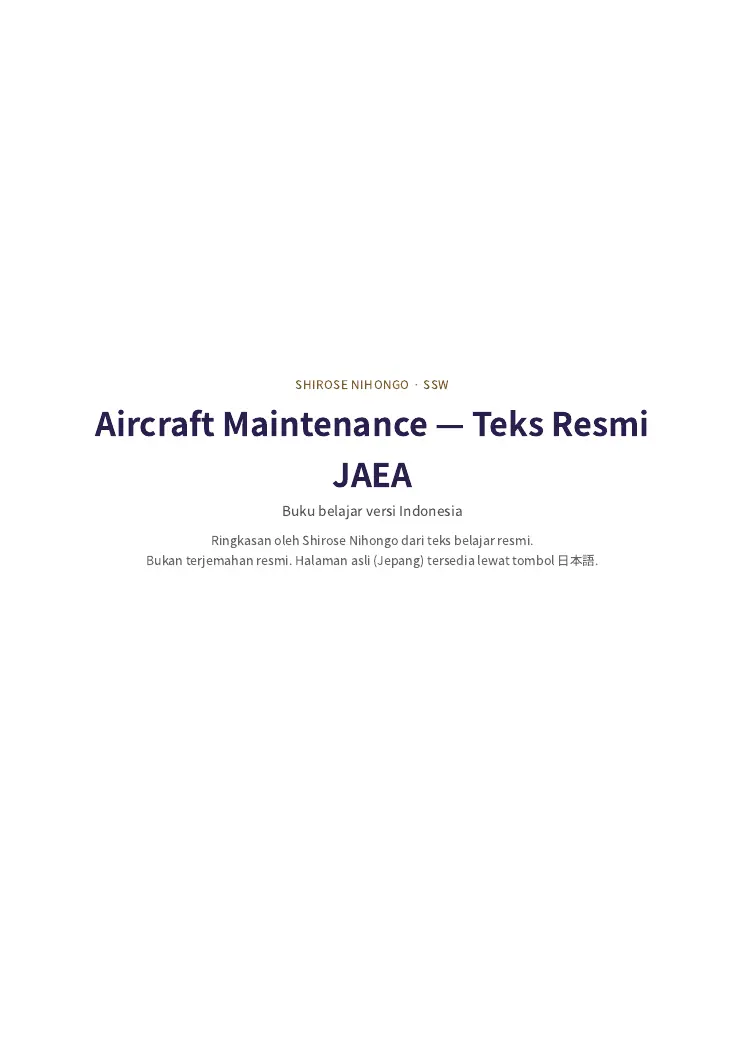 SHIROSE NIHONGO · SSW
Aircraft Maintenance — Teks Resmi
JAEA
Buku belajar versi Indonesia
Ringkasan oleh Shirose Nihongo dari teks belajar resmi.
Bukan terjemahan resmi. Halaman asli (Jepang) tersedia lewat tombol 日本語.